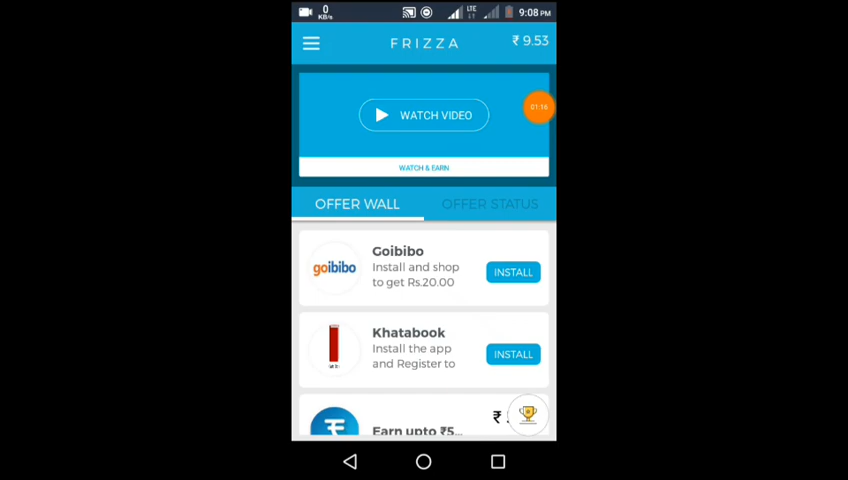 0
KB/s
LTE
9:08 PM
FRIZZA
₹ 9.53
WATCH VIDEO
01:16
WATCH & EARN
OFFER WALL
OFFER STATUS
Goibibo
goibibo
Install and shop
to get Rs.20.00
INSTALL
Khatabook
Install the app
and Register to
INSTALL
₹
Earn upto ₹5...